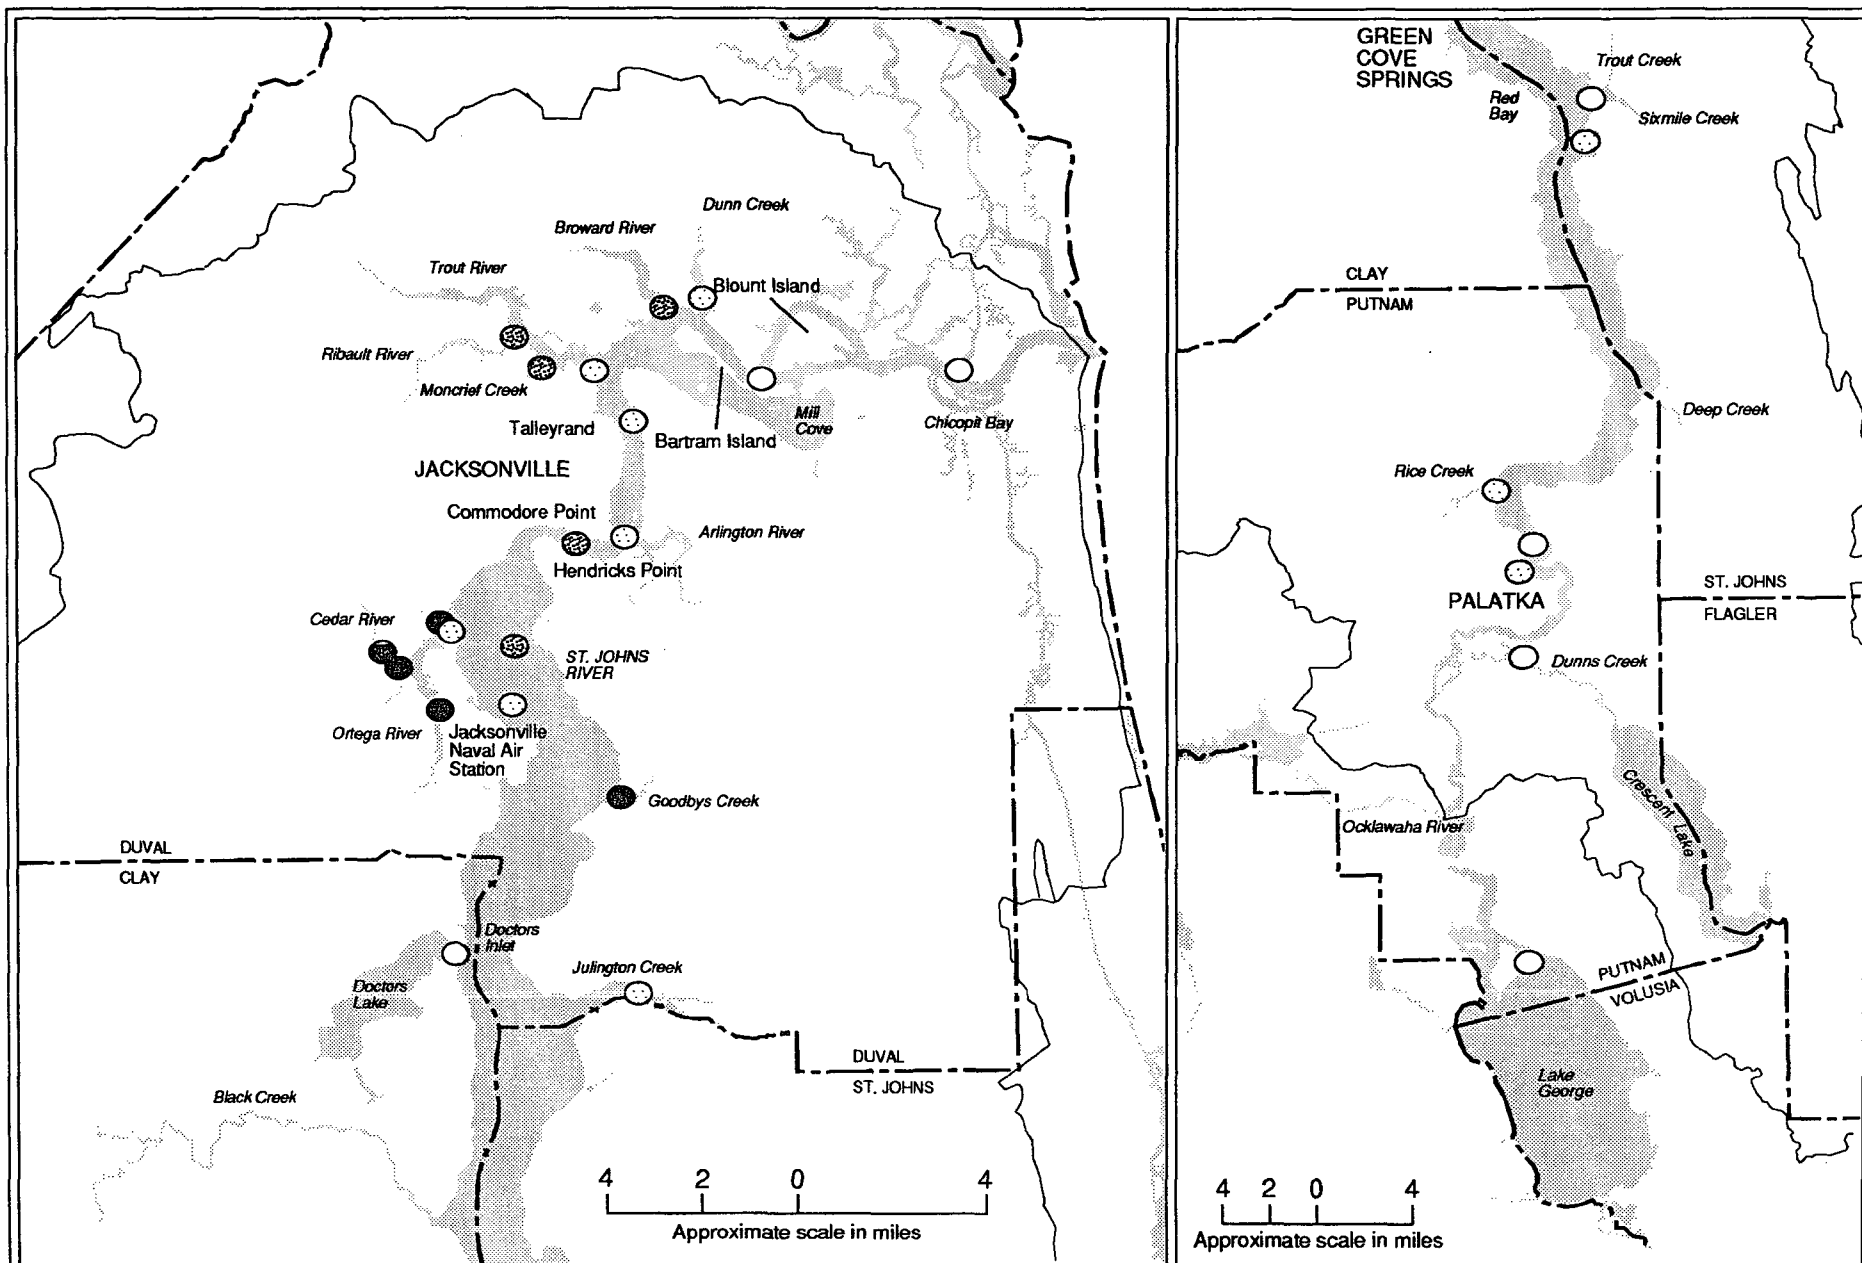 Dunn Creek
Broward River
Trout River
Blount Island
Ribault River
Moncrief Creek
Mill
Cove
Chicopit Bay
Talleyrand
Bartram Island
JACKSONVILLE
Commodore Point
Arlington River
Hendricks Point
Cedar River
ST. JOHNS
RIVER
Ortega River
Jacksonville
Naval Air
Station
Goodbys Creek
DUVAL
CLAY
Doctors
Inlet
Julington Creek
Doctors
Lake
DUVAL
ST. JOHNS
Black Creek
4 2 0 4
Approximate scale in miles
GREEN
COVE
SPRINGS
Trout Creek
Red
Bay
Sixmile Creek
CLAY
PUTNAM
Deep Creek
Rice Creek
ST. JOHNS
FLAGLER
PALATKA
Dunns Creek
Crescent Lake
Ocklawaha River
PUTNAM
VOLUSIA
Lake
George
4 2 0 4
Approximate scale in miles